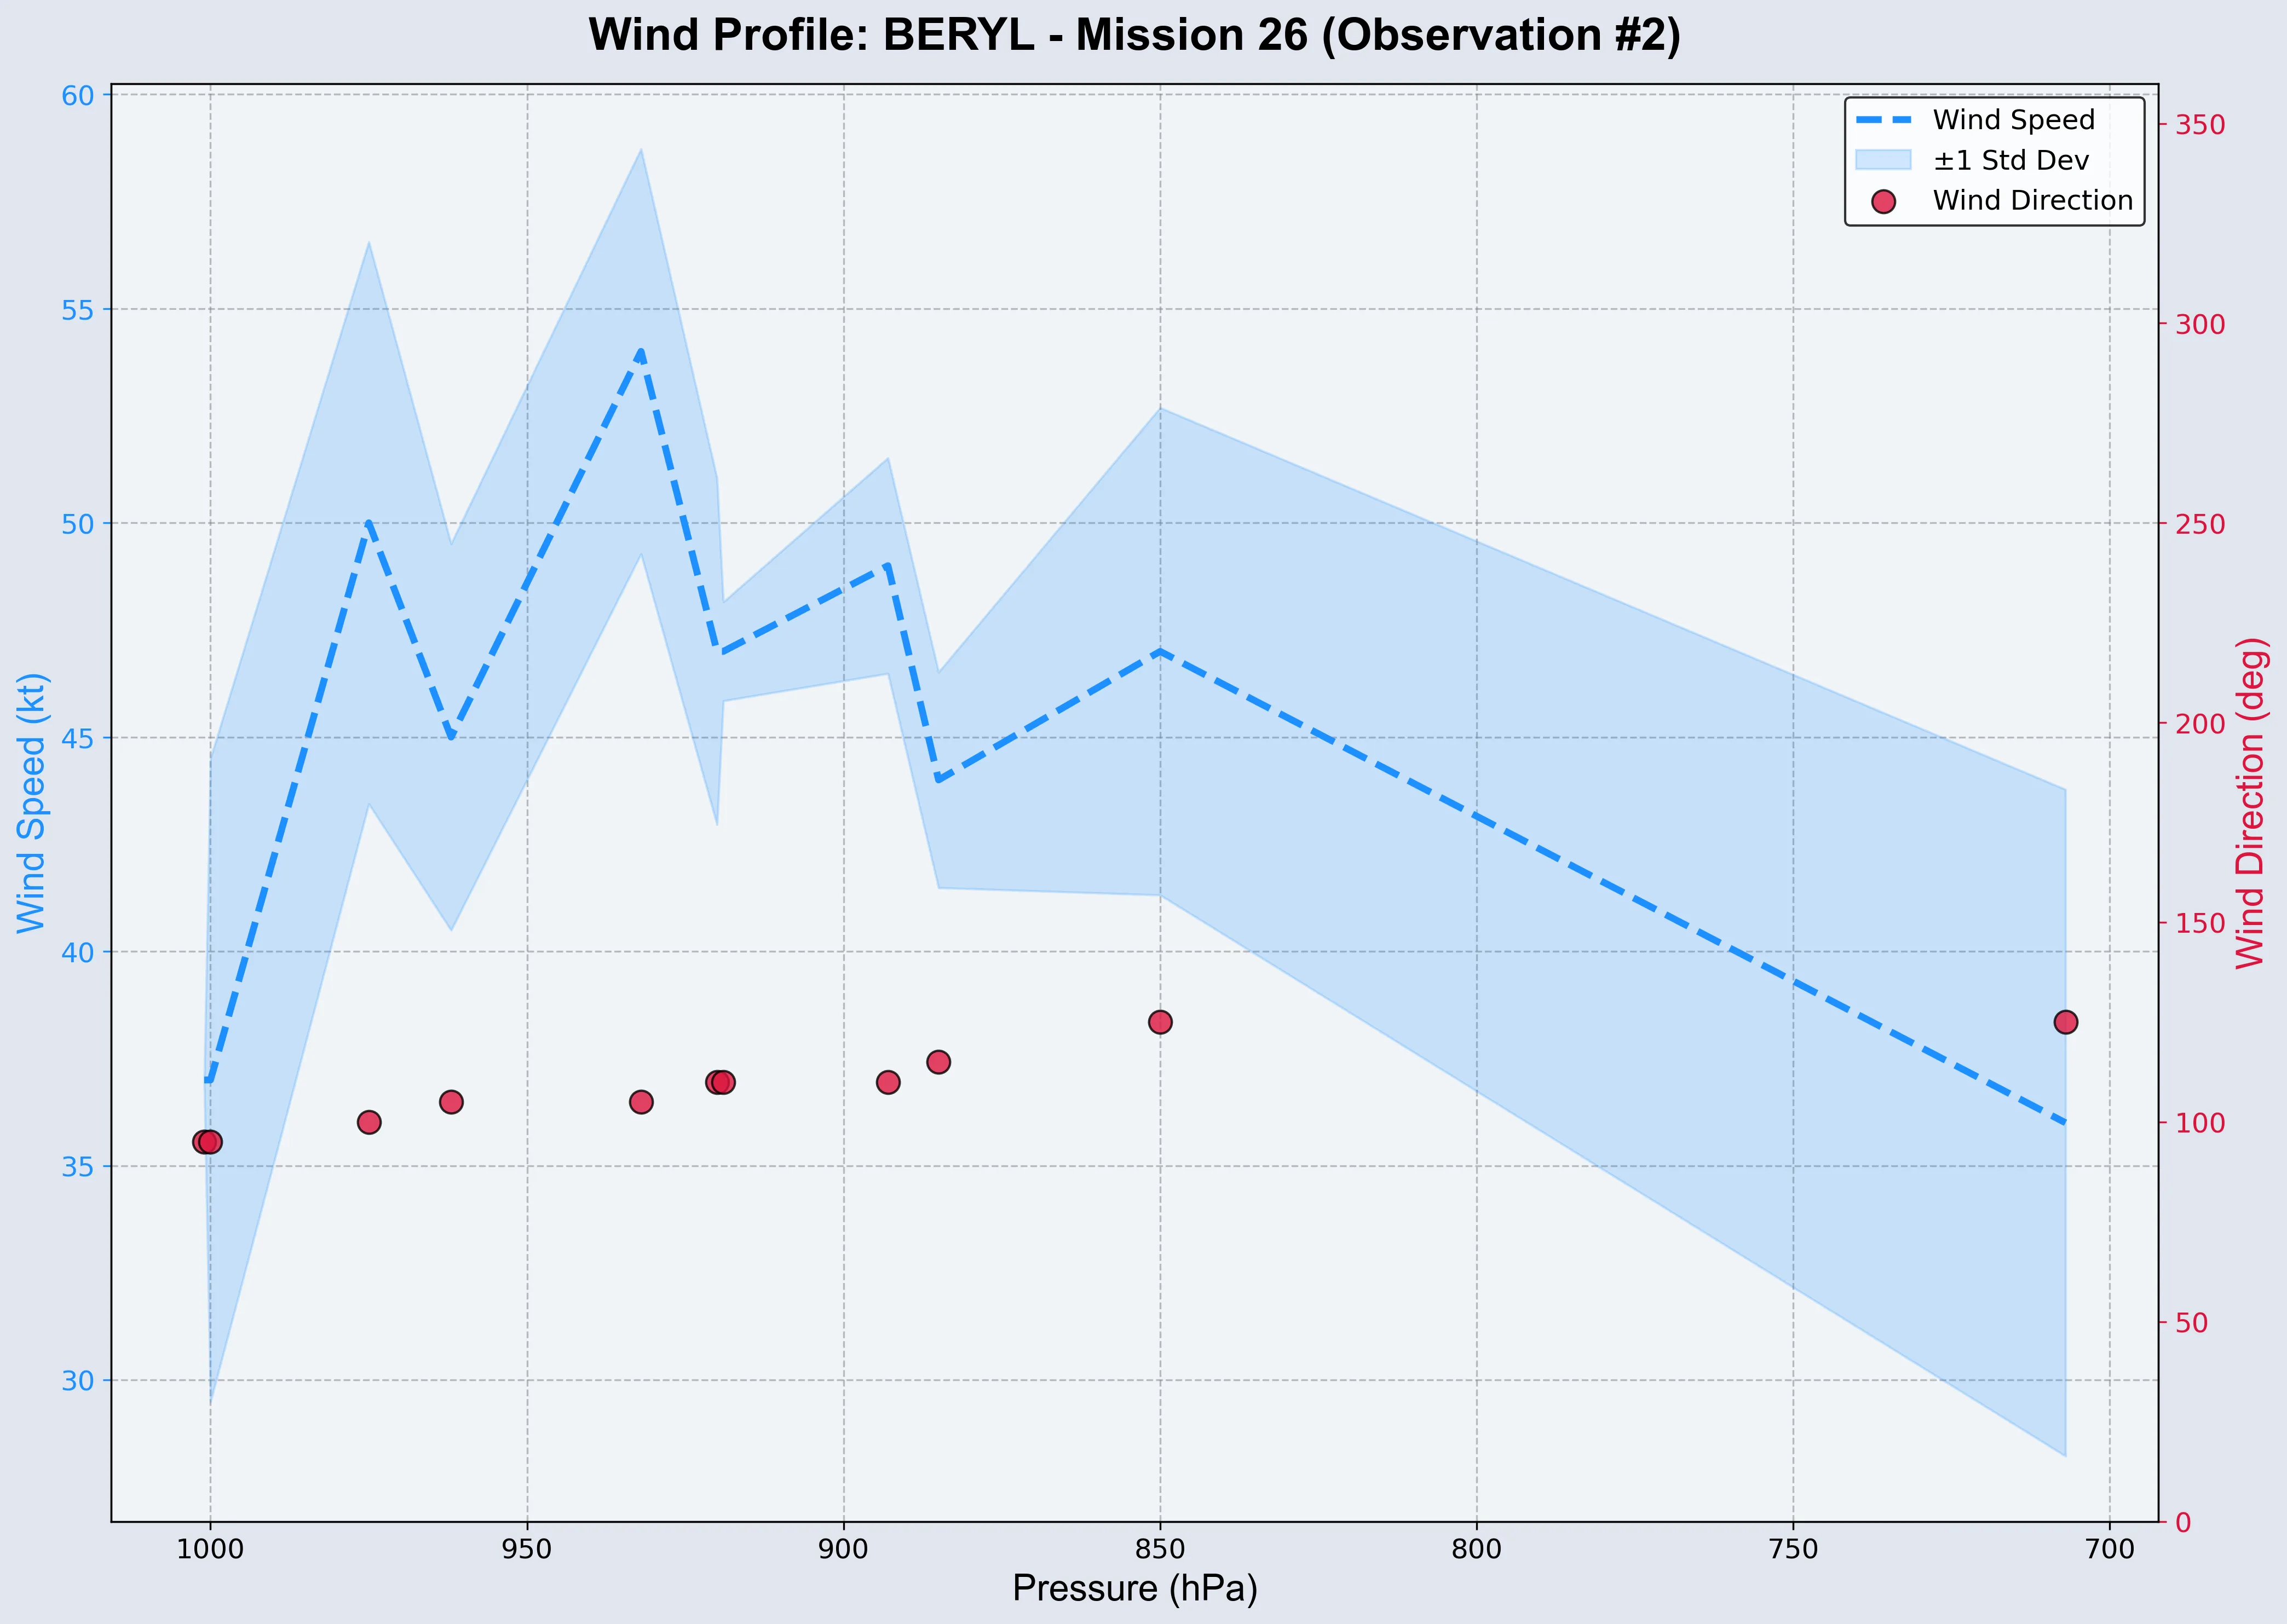 Wind Profile: BERYL - Mission 26 (Observation #2)
Wind Speed
±1 Std Dev
Wind Direction
Wind Speed (kt)
60
55
50
45
40
35
30
350
300
250
200
150
100
50
0
Wind Direction (deg)
1000 950 900 850 800 750 700
Pressure (hPa)